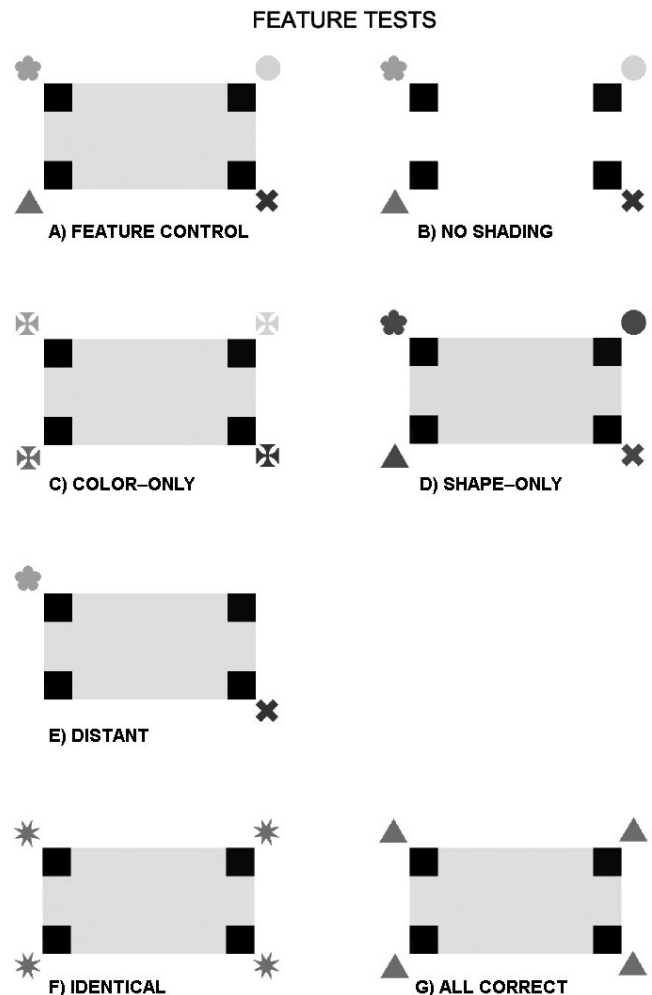 FEATURE TESTS
A) FEATURE CONTROL
B) NO SHADING
C) COLOR–ONLY
D) SHAPE–ONLY
E) DISTANT
F) IDENTICAL
G) ALL CORRECT